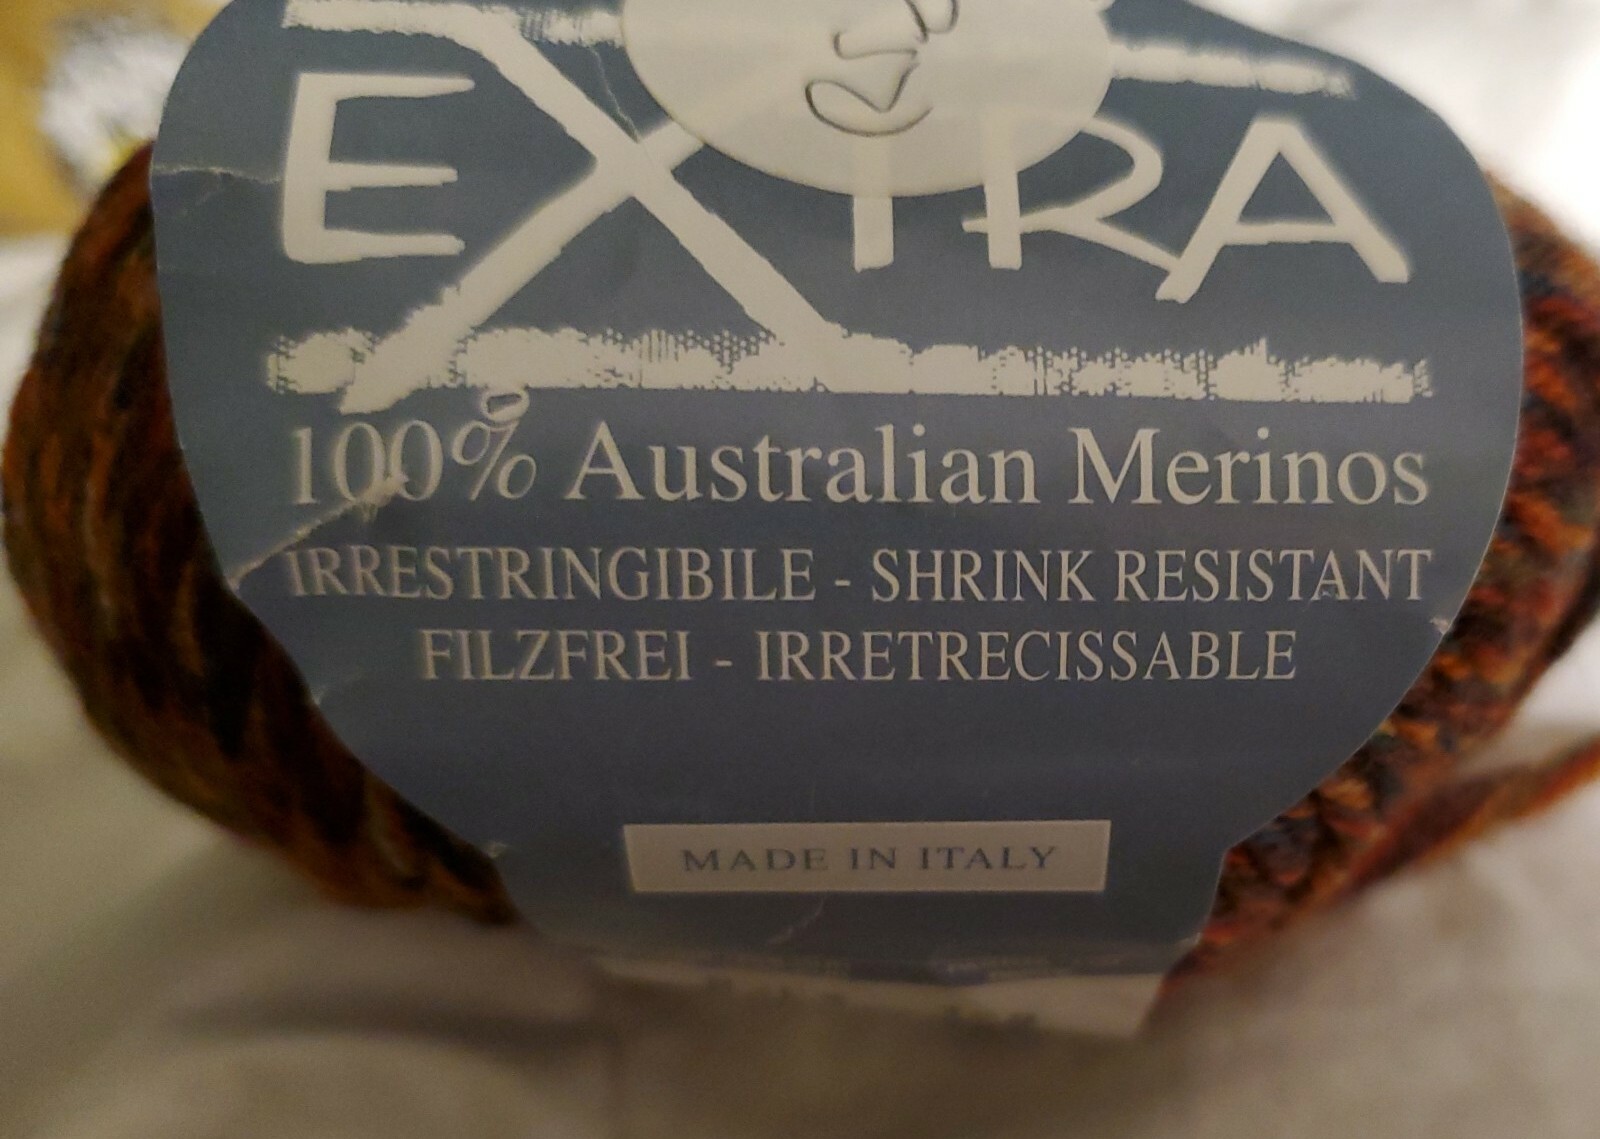 EXTRA
100% Australian Merinos
IRRESTRINGIBILE - SHRINK RESISTANT
FILZFREI - IRRETRECISSABLE
MADE IN ITALY